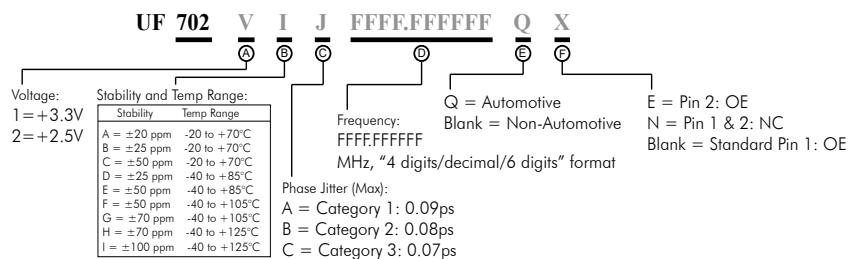 UF 702 V I J FFFF.FFFFFF Q X
A B C D E F
Voltage:
1=+3.3V
2=+2.5V
Stability and Temp Range:
Stability Temp Range
A = ±20 ppm -20 to +70°C
B = ±25 ppm -20 to +70°C
C = ±50 ppm -20 to +70°C
D = ±25 ppm -40 to +85°C
E = ±50 ppm -40 to +85°C
F = ±50 ppm -40 to +105°C
G = ±70 ppm -40 to +105°C
H = ±70 ppm -40 to +125°C
I = ±100 ppm -40 to +125°C
Phase Jitter (Max):
A = Category 1: 0.09ps
B = Category 2: 0.08ps
C = Category 3: 0.07ps
Frequency:
FFFF.FFFFFF
MHz, “4 digits/decimal/6 digits” format
Q = Automotive
Blank = Non-Automotive
E = Pin 2: OE
N = Pin 1 & 2: NC
Blank = Standard Pin 1: OE